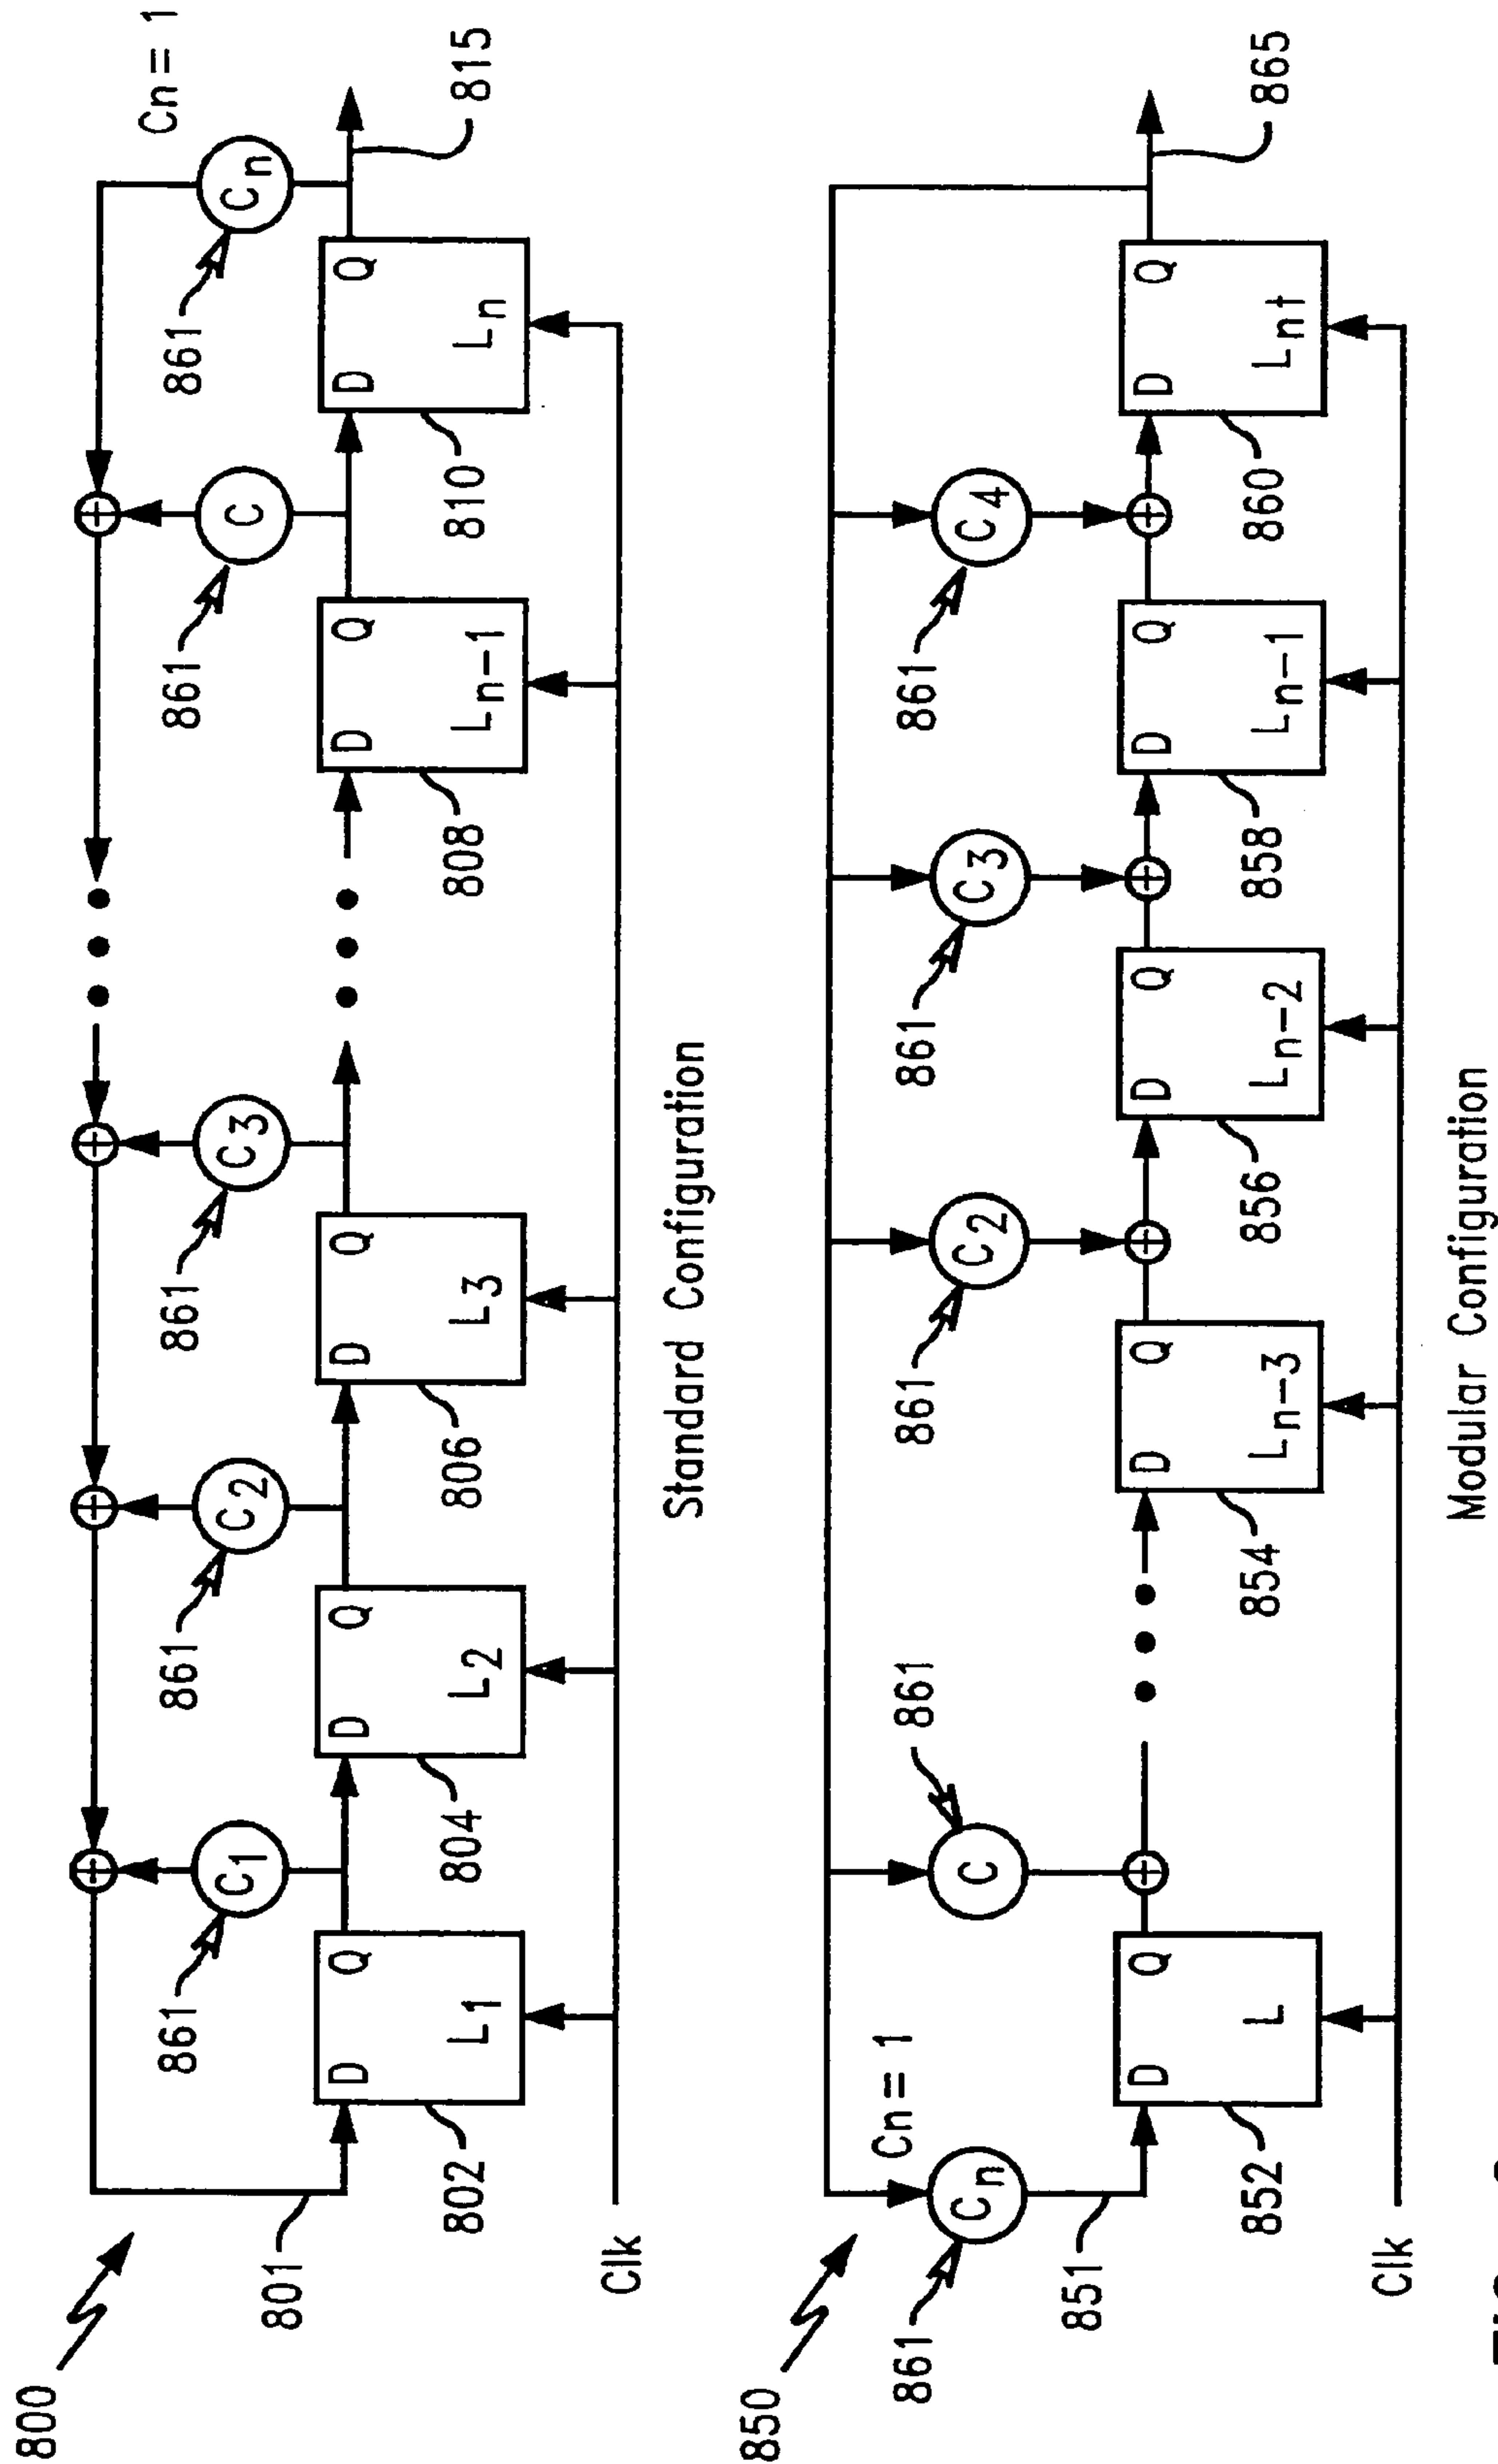 800
Cn = 1
861 861 861 861 861
C1 C2 C3 C Cn
801
D Q D Q D Q D Q D Q
L1 L2 L3 Ln-1 Ln
802 804 806 808 810 815
Clk
Standard Configuration
850
Cn = 1
861 861 861 861 861
Cn C C2 C3 C4
851
D Q D Q D Q D Q D Q
L Ln-3 Ln-2 Ln-1 Ln†
852 854 856 858 860 865
Clk
Modular Configuration